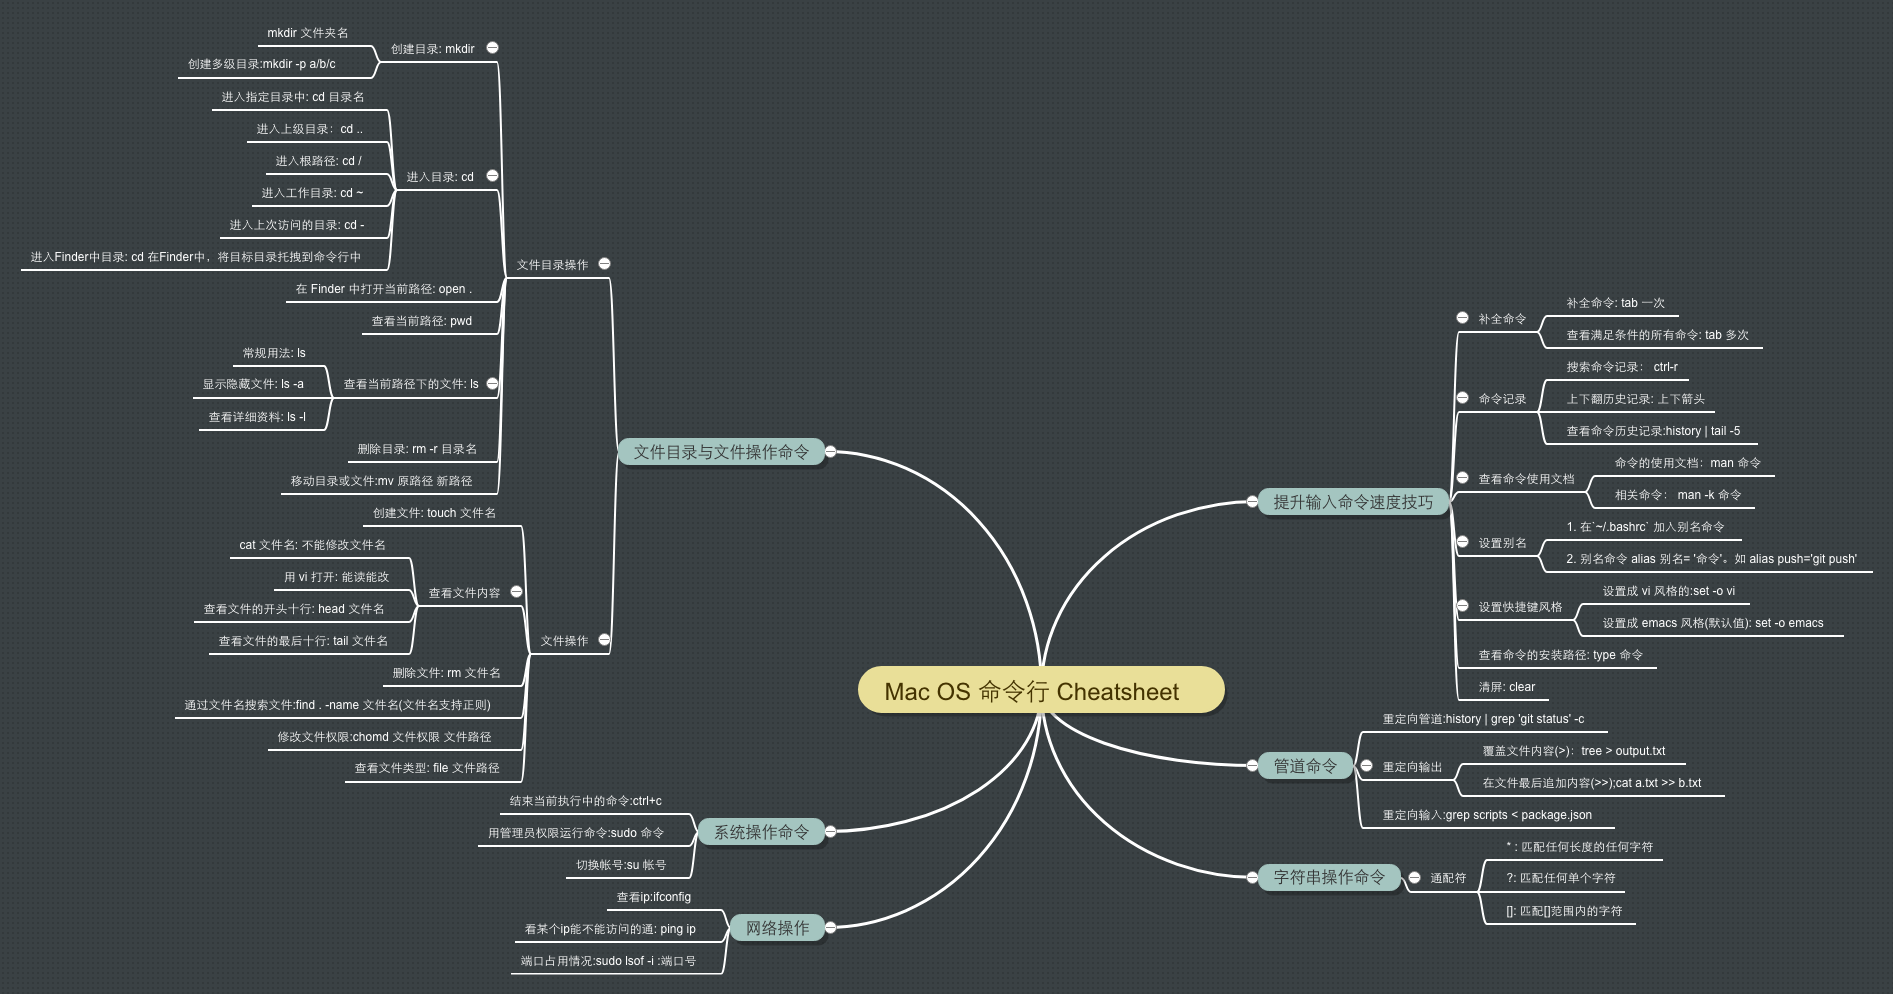 Mac OS 命令行 Cheatsheet
文件目录与文件操作命令
文件目录操作
创建目录: mkdir
mkdir 文件夹名
创建多级目录:mkdir -p a/b/c
进入目录: cd
进入指定目录中: cd 目录名
进入上级目录：cd ..
进入根路径: cd /
进入工作目录: cd ~
进入上次访问的目录: cd -
进入Finder中目录: cd 在Finder中，将目标目录托拽到命令行中
在 Finder 中打开当前路径: open .
查看当前路径: pwd
查看当前路径下的文件: ls
常规用法: ls
显示隐藏文件: ls -a
查看详细资料: ls -l
删除目录: rm -r 目录名
移动目录或文件:mv 原路径 新路径
文件操作
创建文件: touch 文件名
查看文件内容
cat 文件名: 不能修改文件名
用 vi 打开: 能读能改
查看文件的开头十行: head 文件名
查看文件的最后十行: tail 文件名
删除文件: rm 文件名
通过文件名搜索文件:find . -name 文件名(文件名支持正则)
修改文件权限:chomd 文件权限 文件路径
查看文件类型: file 文件路径
系统操作命令
结束当前执行中的命令:ctrl+c
用管理员权限运行命令:sudo 命令
切换帐号:su 帐号
网络操作
查看ip:ifconfig
看某个ip能不能访问的通: ping ip
端口占用情况:sudo lsof -i :端口号
提升输入命令速度技巧
补全命令
补全命令: tab 一次
查看满足条件的所有命令: tab 多次
命令记录
搜索命令记录： ctrl-r
上下翻历史记录: 上下箭头
查看命令历史记录:history | tail -5
查看命令使用文档
命令的使用文档：man 命令
相关命令： man -k 命令
设置别名
1. 在`~/.bashrc` 加入别名命令
2. 别名命令 alias 别名= '命令'。如 alias push='git push'
设置快捷键风格
设置成 vi 风格的:set -o vi
设置成 emacs 风格(默认值): set -o emacs
查看命令的安装路径: type 命令
清屏: clear
管道命令
重定向管道:history | grep 'git status' -c
重定向输出
覆盖文件内容(>)：tree > output.txt
在文件最后追加内容(>>);cat a.txt >> b.txt
重定向输入:grep scripts < package.json
字符串操作命令
通配符
* : 匹配任何长度的任何字符
?: 匹配任何单个字符
[]: 匹配[]范围内的字符